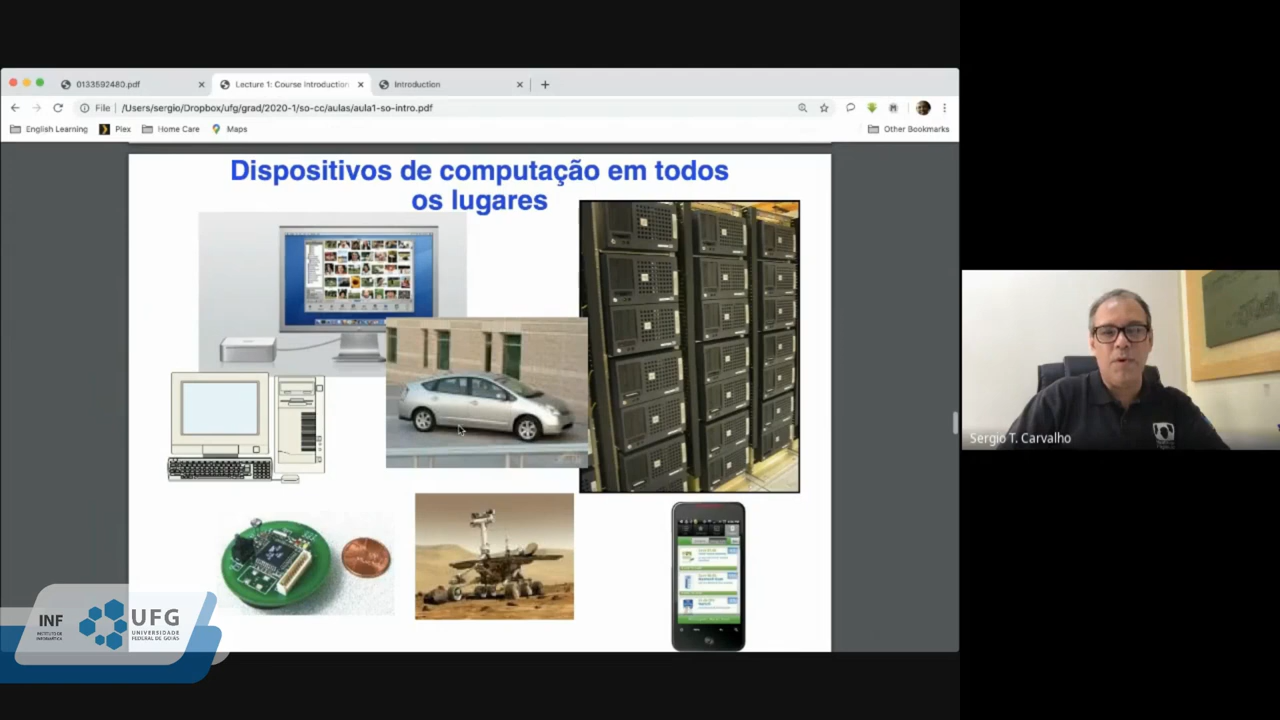 0133592480.pdf
Lecture 1: Course Introduction
Introduction
File
/Users/sergio/Dropbox/ufg/grad/2020-1/so-cc/aulas/aula1-so-intro.pdf
English Learning
Plex
Home Care
Maps
Other Bookmarks
Dispositivos de computação em todos
os lugares
Sergio T. Carvalho
INF
INSTITUTO DE
INFORMÁTICA
UFG
UNIVERSIDADE
FEDERAL DE GOIÁS